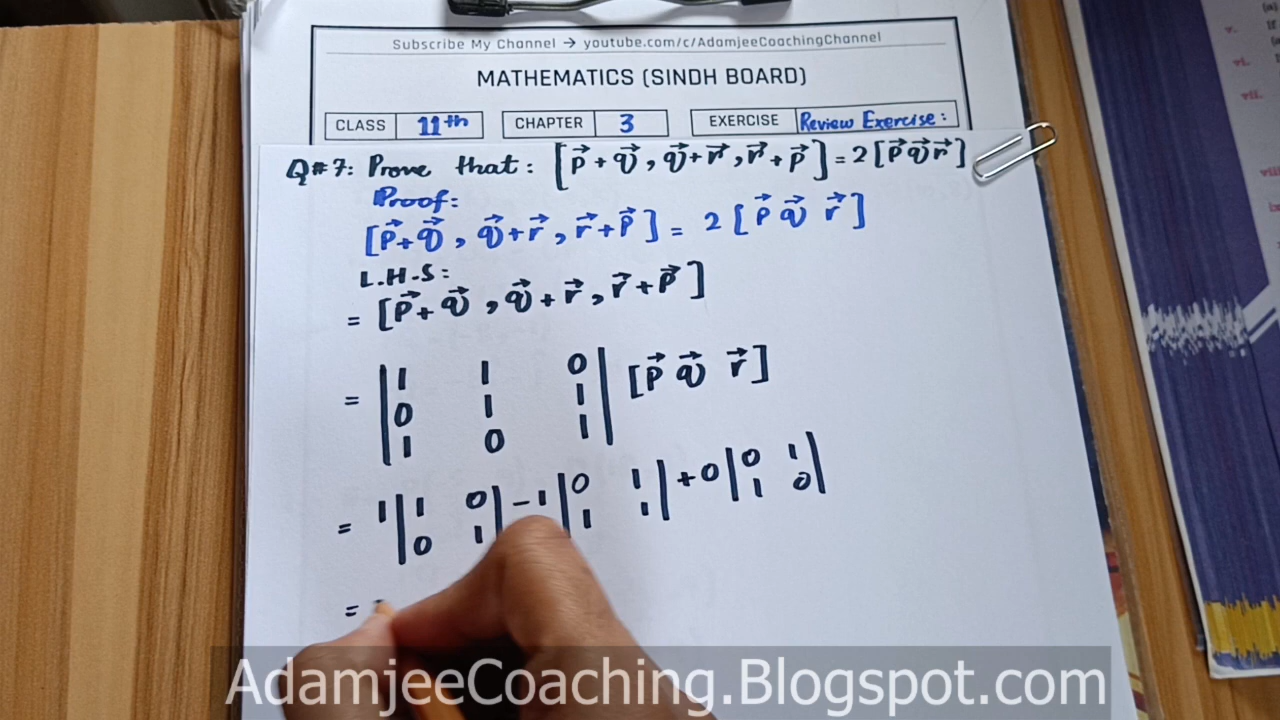 Subscribe My Channel → youtube.com/c/AdamjeeCoachingChannel
MATHEMATICS (SINDH BOARD)
CLASS 11th CHAPTER 3 EXERCISE Review Exercise:
Q#7: Prove that: [p⃗ + q⃗, q⃗ + r⃗, r⃗ + p⃗] = 2[p⃗ q⃗ r⃗]
Proof:
[p⃗ + q⃗, q⃗ + r⃗, r⃗ + p⃗] = 2[p⃗ q⃗ r⃗]
L.H.S:
= [p⃗ + q⃗, q⃗ + r⃗, r⃗ + p⃗]
= |1 1 0| [p⃗ q⃗ r⃗]
|0 1 1|
|1 0 1|
= 1|1 0| - 1|0 1| + 0|0 1|
|0 1| |1 1| |1 0|
=
AdamjeeCoaching.Blogspot.com
v.
vi.
vii.